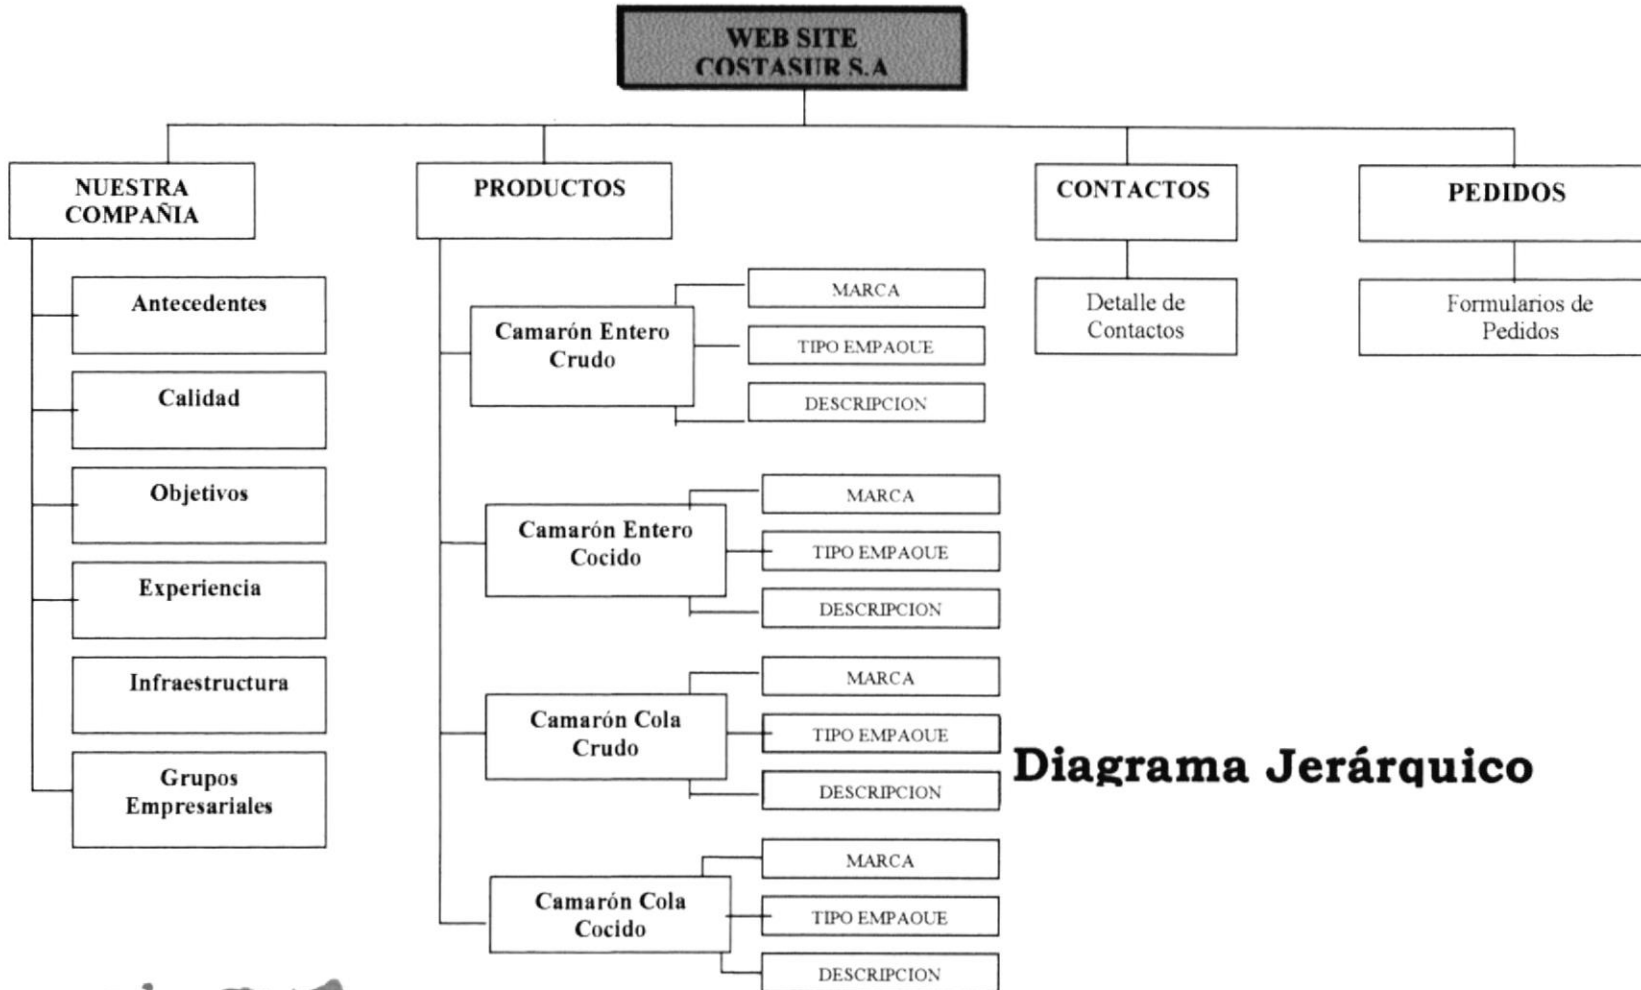 WEB SITE
COSTASUR S.A
NUESTRA
COMPAÑIA
Antecedentes
Calidad
Objetivos
Experiencia
Infraestructura
Grupos
Empresariales
PRODUCTOS
Camarón Entero
Crudo
MARCA
TIPO EMPAQUE
DESCRIPCION
Camarón Entero
Cocido
MARCA
TIPO EMPAQUE
DESCRIPCION
Camarón Cola
Crudo
MARCA
TIPO EMPAQUE
DESCRIPCION
Camarón Cola
Cocido
MARCA
TIPO EMPAQUE
DESCRIPCION
CONTACTOS
Detalle de
Contactos
PEDIDOS
Formularios de
Pedidos
Diagrama Jerárquico